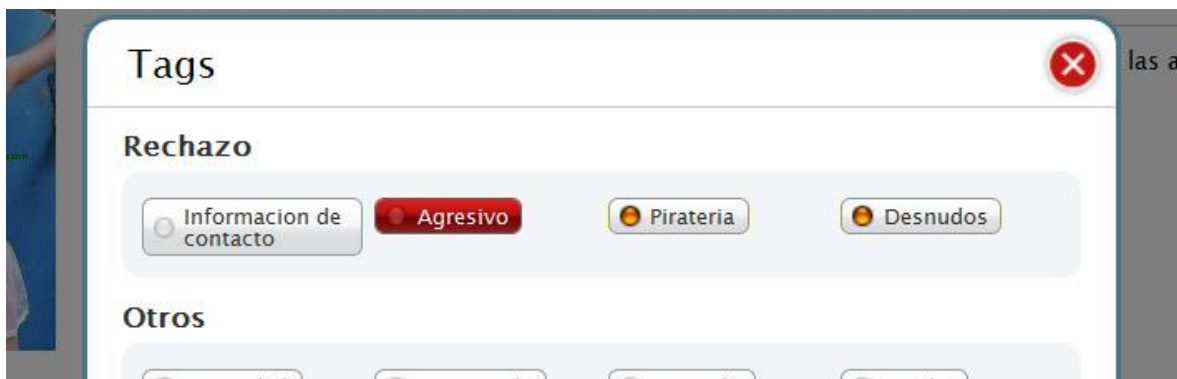 Tags
las a
Rechazo
Informacion de
contacto
Agresivo
Pirateria
Desnudos
Otros